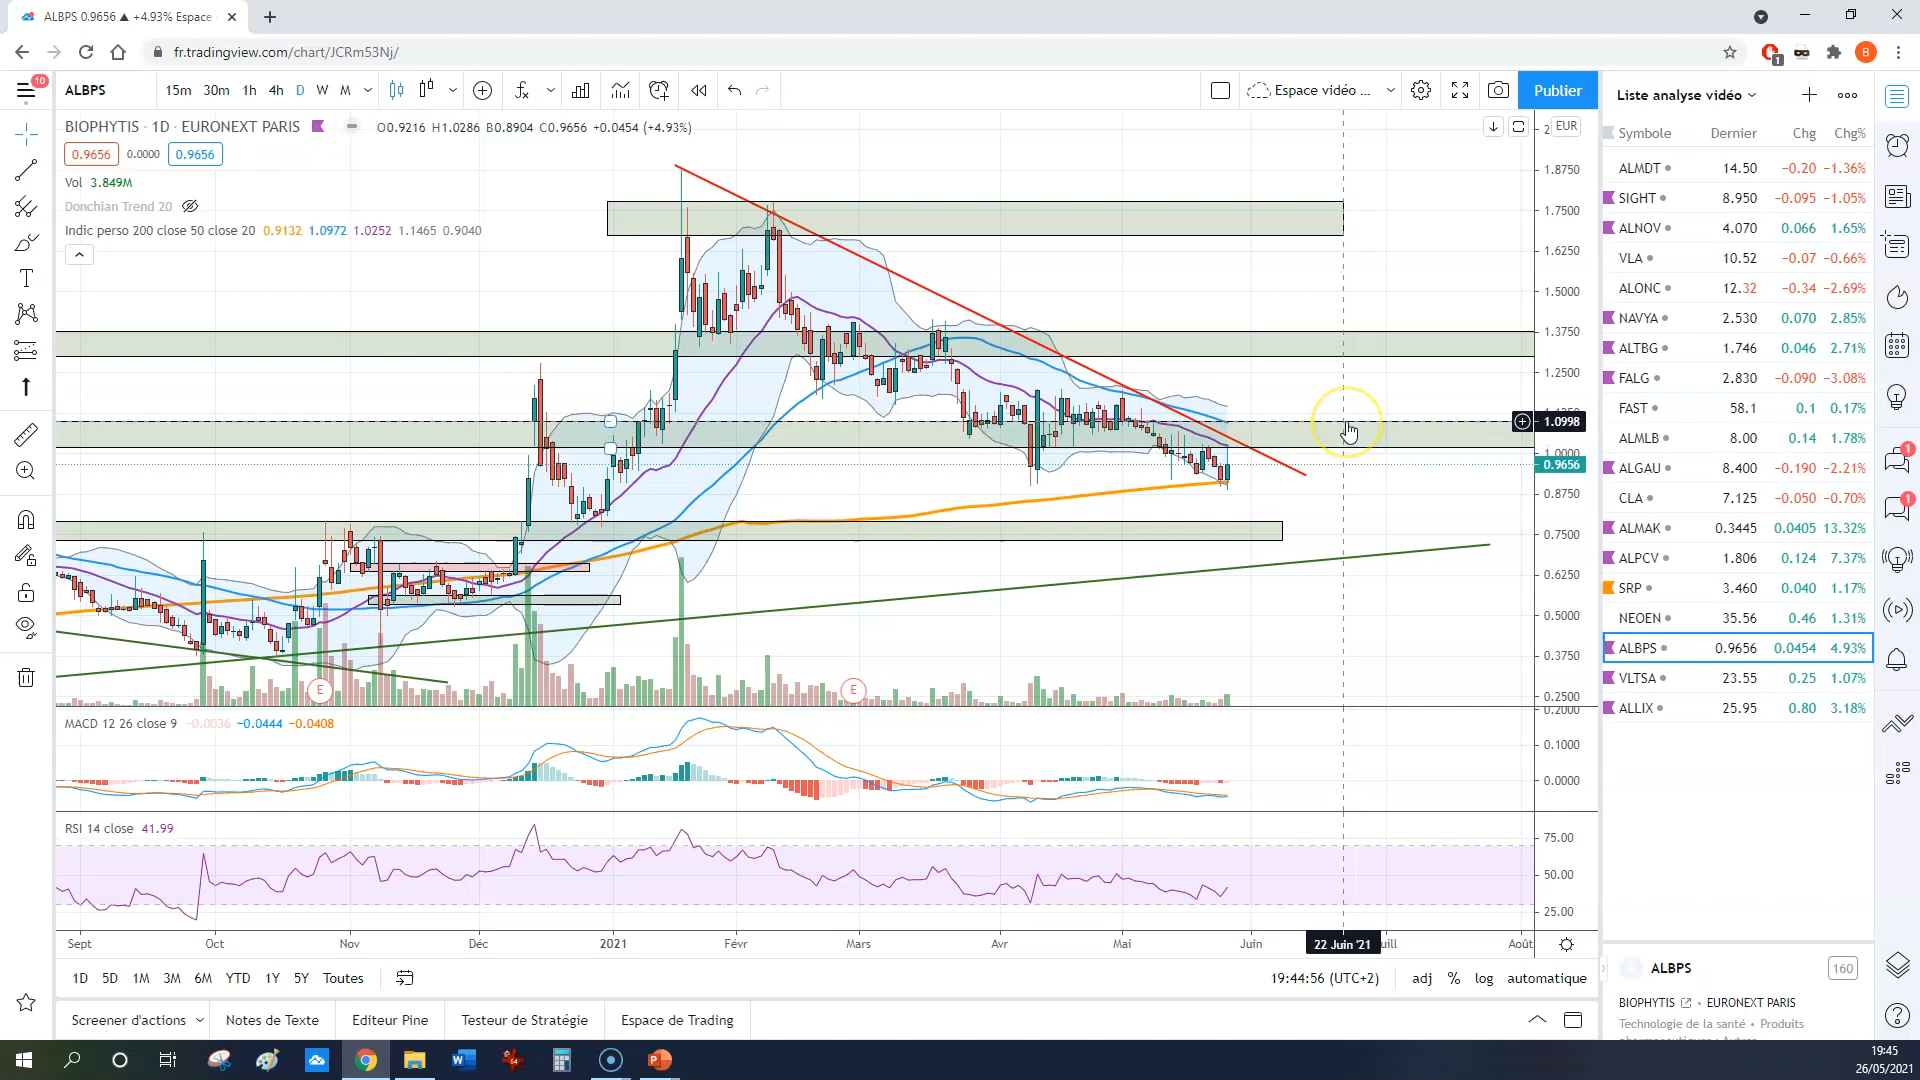 ALBPS 0.9656 ▲ +4.93% Espace
fr.tradingview.com/chart/JCRm53Nj/
B
1
10
ALBPS
15m 30m 1h 4h D W M
Espace vidéo ...
Publier
BIOPHYTIS · 1D · EURONEXT PARIS
O0.9216 H1.0286 B0.8904 C0.9656 +0.0454 (+4.93%)
0.9656 0.0000 0.9656
Vol 3.849M
Donchian Trend 20
Indic perso 200 close 50 close 20 0.9132 1.0972 1.0252 1.1465 0.9040
EUR
1.8750
1.7500
1.6250
1.5000
1.3750
1.2500
1.0998
1.0000
0.9656
0.8750
0.7500
0.6250
0.5000
0.3750
0.2500
E
E
MACD 12 26 close 9 −0.0036 −0.0444 −0.0408
0.2000
0.1000
0.0000
RSI 14 close 41.99
75.00
50.00
25.00
Sept Oct Nov Déc 2021 Févr Mars Avr Mai Juin 22 Juin '21 uill Août
1D 5D 1M 3M 6M YTD 1Y 5Y Toutes
19:44:56 (UTC+2) adj % log automatique
Screener d'actions Notes de Texte Editeur Pine Testeur de Stratégie Espace de Trading
Liste analyse vidéo
Symbole Dernier Chg Chg%
ALMDT 14.50 −0.20 −1.36%
SIGHT 8.950 −0.095 −1.05%
ALNOV 4.070 0.066 1.65%
VLA 10.52 −0.07 −0.66%
ALONC 12.32 −0.34 −2.69%
NAVYA 2.530 0.070 2.85%
ALTBG 1.746 0.046 2.71%
FALG 2.830 −0.090 −3.08%
FAST 58.1 0.1 0.17%
ALMLB 8.00 0.14 1.78%
ALGAU 8.400 −0.190 −2.21%
CLA 7.125 −0.050 −0.70%
ALMAK 0.3445 0.0405 13.32%
ALPCV 1.806 0.124 7.37%
SRP 3.460 0.040 1.17%
NEOEN 35.56 0.46 1.31%
ALBPS 0.9656 0.0454 4.93%
VLTSA 23.55 0.25 1.07%
ALLIX 25.95 0.80 3.18%
1
1
ALBPS 160
BIOPHYTIS • EURONEXT PARIS
Technologie de la santé • Produits
19:45
26/05/2021